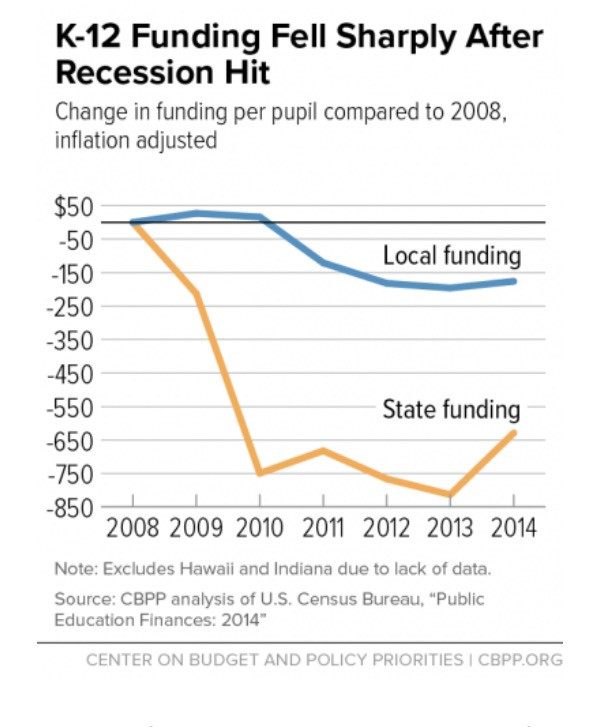 K-12 Funding Fell Sharply After
Recession Hit
Change in funding per pupil compared to 2008,
inflation adjusted
$50
-50
Local funding
-150
-250
-350
-450
-550
State funding
-650
-750
-850
2008 2009 2010 2011 2012 2013 2014
Note: Excludes Hawaii and Indiana due to lack of data.
Source: CBPP analysis of U.S. Census Bureau, “Public
Education Finances: 2014”
CENTER ON BUDGET AND POLICY PRIORITIES I CBPP.ORG